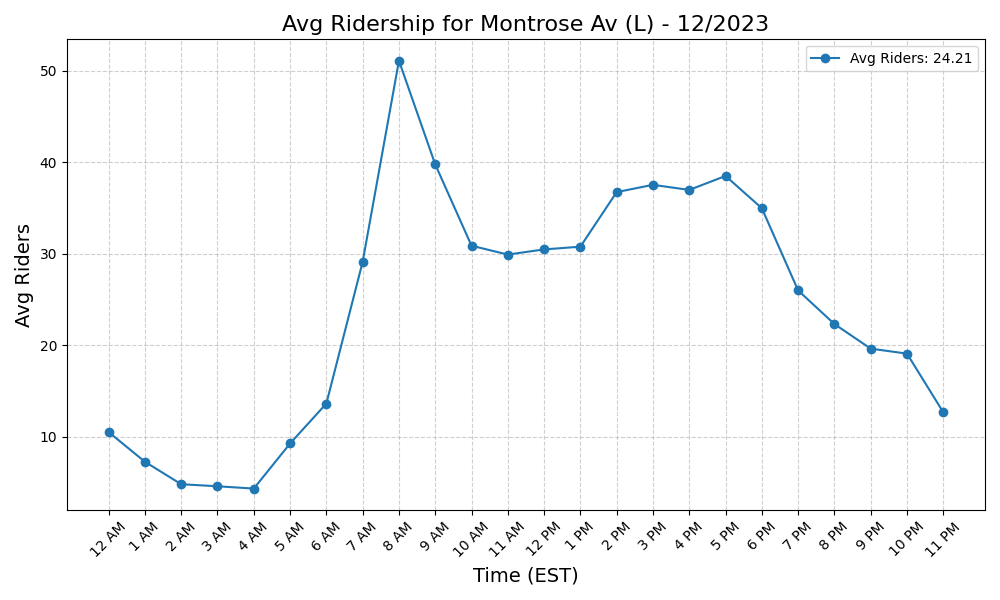 Avg Ridership for Montrose Av (L) - 12/2023
Avg Riders: 24.21
Avg Riders
50
40
30
20
10
12 AM
1 AM
2 AM
3 AM
4 AM
5 AM
6 AM
7 AM
8 AM
9 AM
10 AM
11 AM
12 PM
1 PM
2 PM
3 PM
4 PM
5 PM
6 PM
7 PM
8 PM
9 PM
10 PM
11 PM
Time (EST)